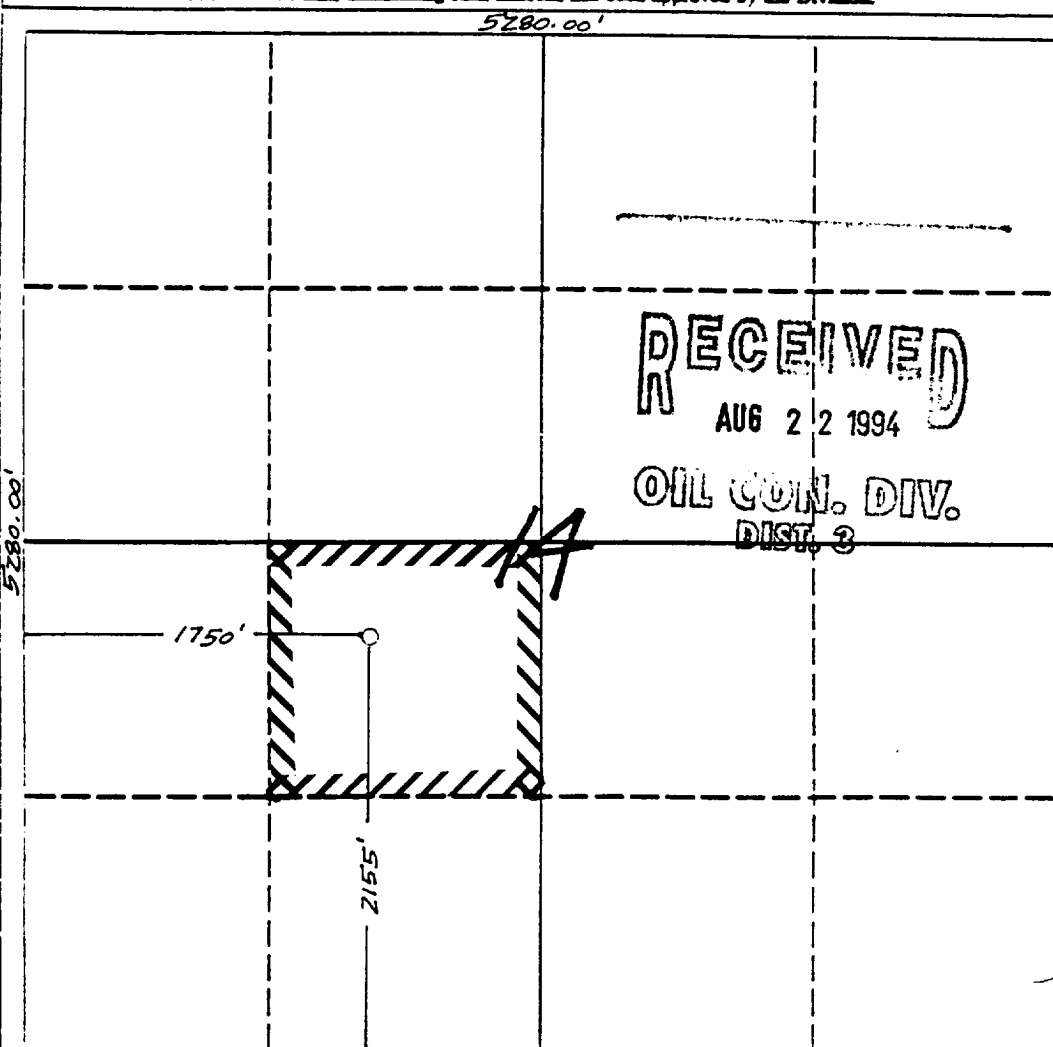 5280.00'
RECEIVED
AUG 22 1994
OIL CON. DIV.
DIST. 3
5280.00'
14
1750'
2155'